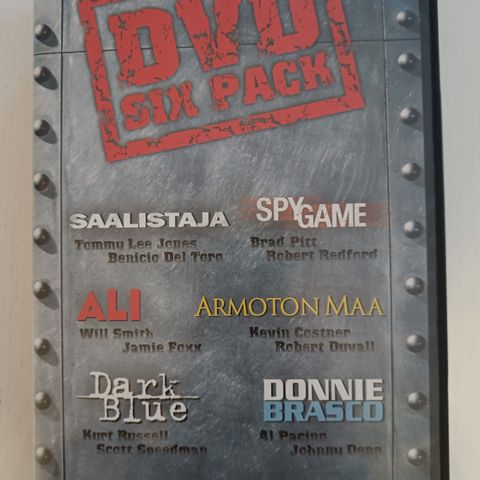 DVD
SIX PACK
SAALISTAJA
Tommy Lee Jones
Benicio Del Toro
SPY GAME
Brad Pitt
Robert Redford
ALI
Will Smith
Jamie Foxx
ARMOTON MAA
Kevin Costner
Robert Duvall
Dark
Blue
Kurt Russell
Scott Speedman
DONNIE
BRASCO
Al Pacino
Johnny Depp